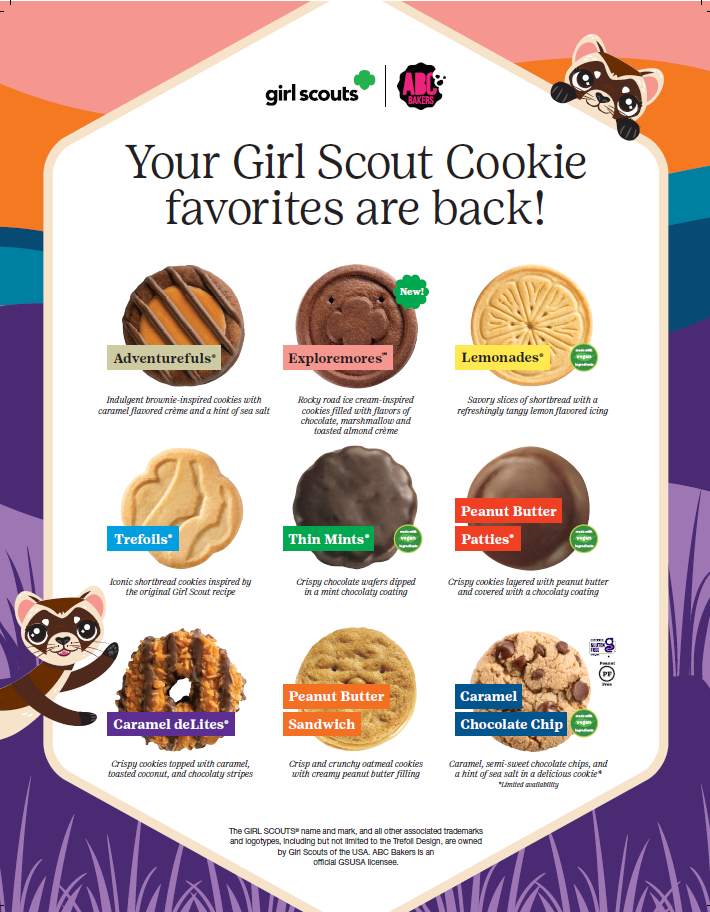 girl scouts
ABC
BAKERS
Your Girl Scout Cookie
favorites are back!
Adventurefuls®
Indulgent brownie-inspired cookies with
caramel flavored crème and a hint of sea salt
New!
Exploremores™
Rocky road ice cream-inspired
cookies filled with flavors of
chocolate, marshmallow and
toasted almond crème
Lemonades®
made with
vegan
ingredients
Savory slices of shortbread with a
refreshingly tangy lemon flavored icing
Trefoils®
Iconic shortbread cookies inspired by
the original Girl Scout recipe
Thin Mints®
made with
vegan
ingredients
Crispy chocolate wafers dipped
in a mint chocolaty coating
Peanut Butter
Patties®
made with
vegan
ingredients
Crispy cookies layered with peanut butter
and covered with a chocolaty coating
Caramel deLites®
Crispy cookies topped with caramel,
toasted coconut, and chocolaty stripes
Peanut Butter
Sandwich
Crisp and crunchy oatmeal cookies
with creamy peanut butter filling
GLUTEN
FREE
Peanut
PF
Free
Caramel
Chocolate Chip
made with
vegan
ingredients
Caramel, semi-sweet chocolate chips, and
a hint of sea salt in a delicious cookie*
*Limited availability
The GIRL SCOUTS® name and mark, and all other associated trademarks
and logotypes, including but not limited to the Trefoil Design, are owned
by Girl Scouts of the USA. ABC Bakers is an
official GSUSA licensee.